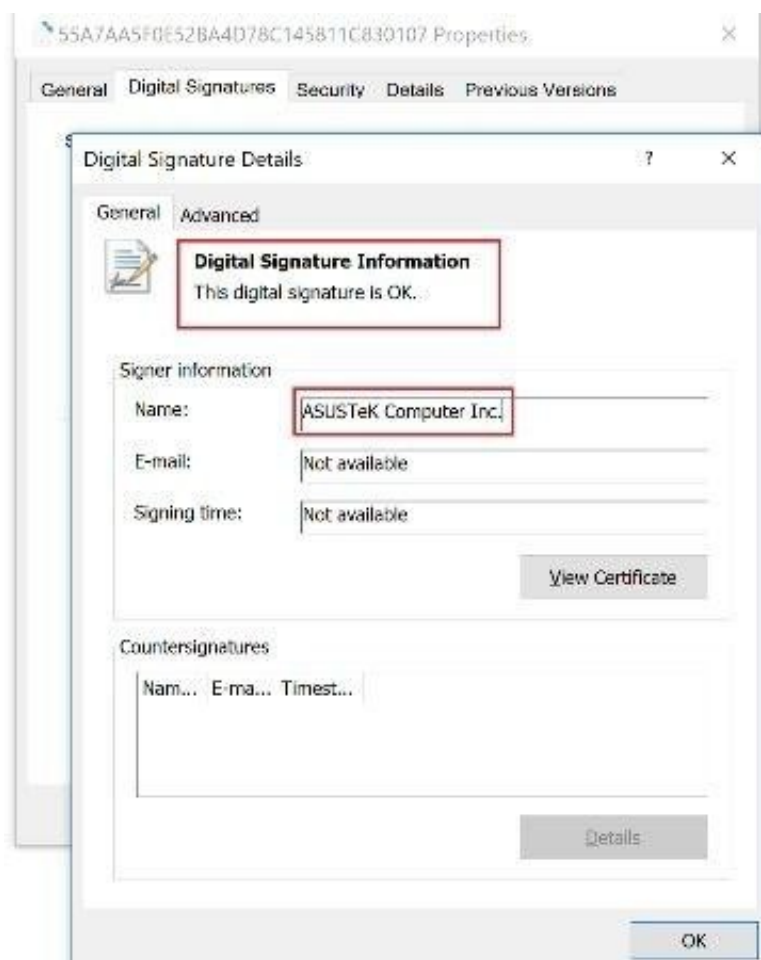 55A7AA5F0E52BA4D78C145811C830107 Properties
General Digital Signatures Security Details Previous Versions
Digital Signature Details ?
General Advanced
Digital Signature Information
This digital signature is OK.
Signer information
Name: ASUSTeK Computer Inc.
E-mail: Not available
Signing time: Not available
View Certificate
Countersignatures
Nam... E-ma... Timest...
Details
OK